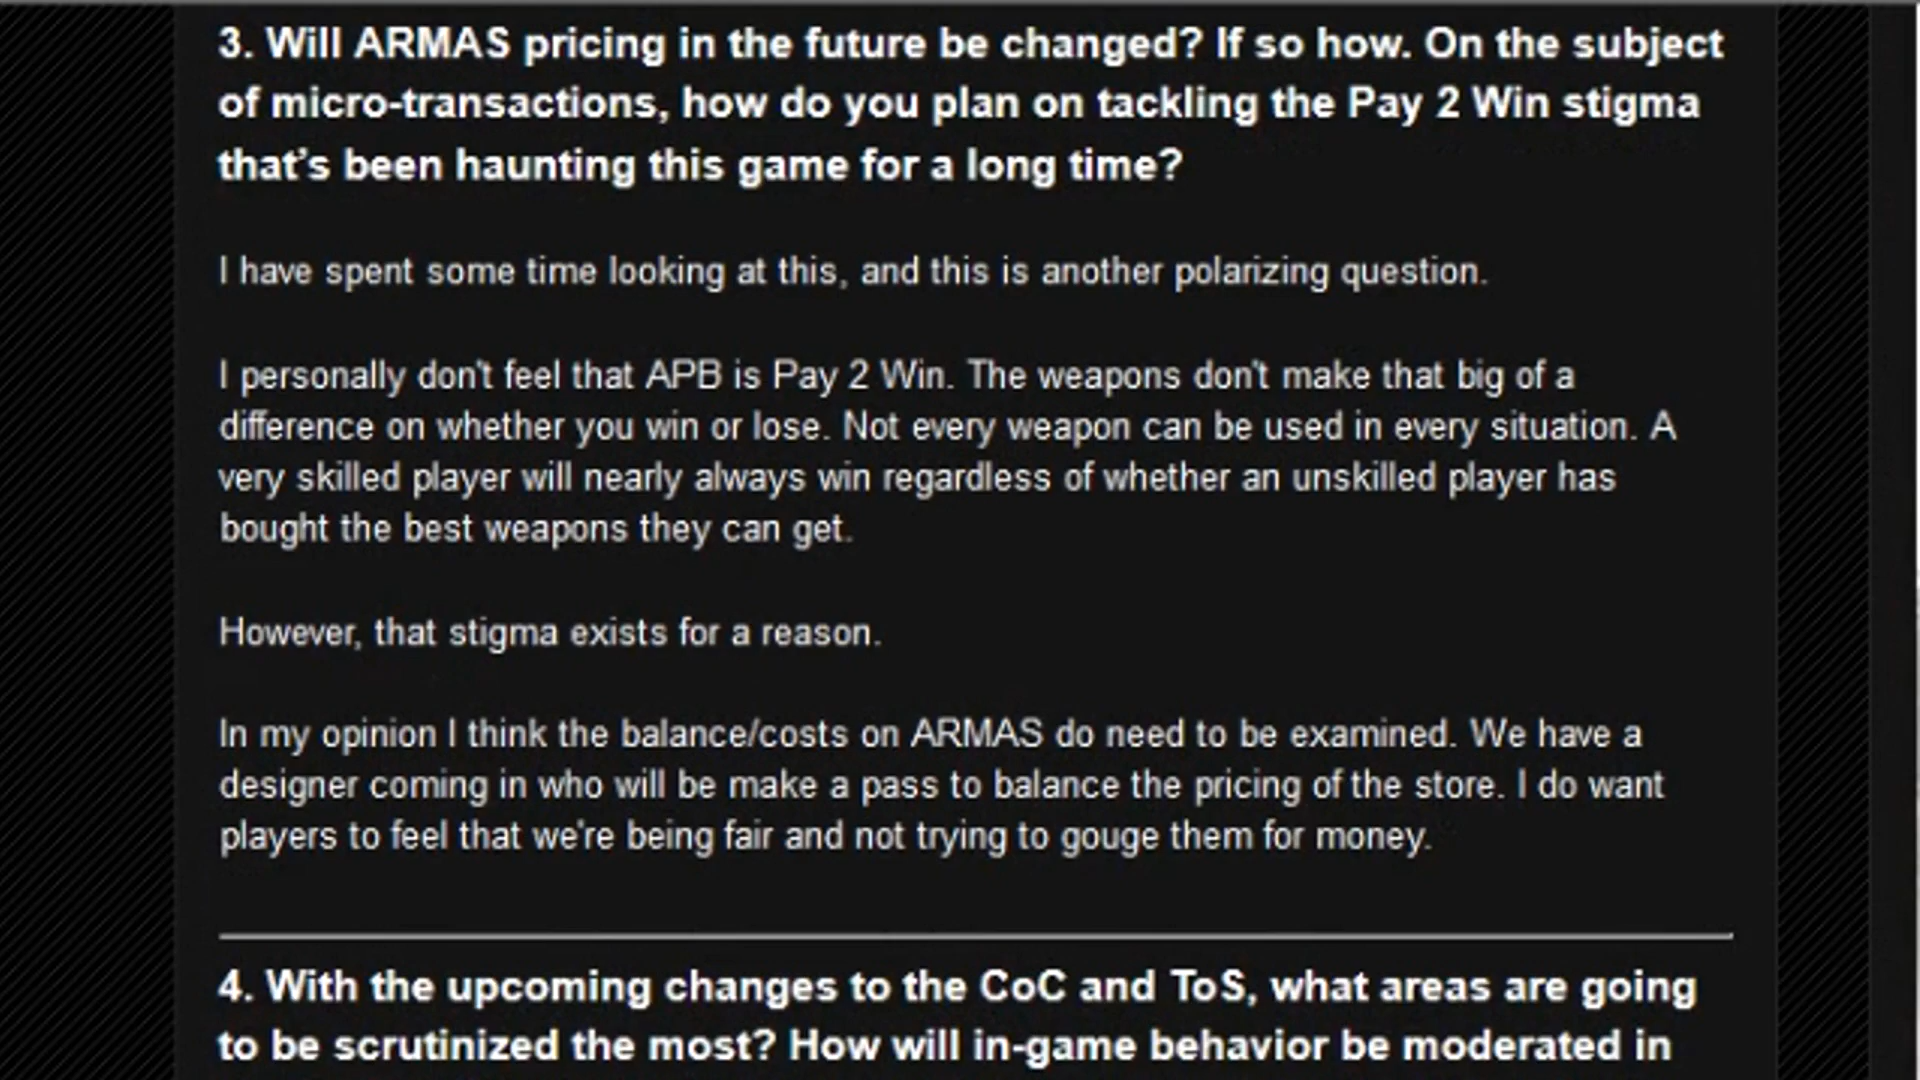 3. Will ARMAS pricing in the future be changed? If so how. On the subject
of micro-transactions, how do you plan on tackling the Pay 2 Win stigma
that’s been haunting this game for a long time?
I have spent some time looking at this, and this is another polarizing question.
I personally don't feel that APB is Pay 2 Win. The weapons don't make that big of a
difference on whether you win or lose. Not every weapon can be used in every situation. A
very skilled player will nearly always win regardless of whether an unskilled player has
bought the best weapons they can get.
However, that stigma exists for a reason.
In my opinion I think the balance/costs on ARMAS do need to be examined. We have a
designer coming in who will be make a pass to balance the pricing of the store. I do want
players to feel that we're being fair and not trying to gouge them for money.
4. With the upcoming changes to the CoC and ToS, what areas are going
to be scrutinized the most? How will in-game behavior be moderated in